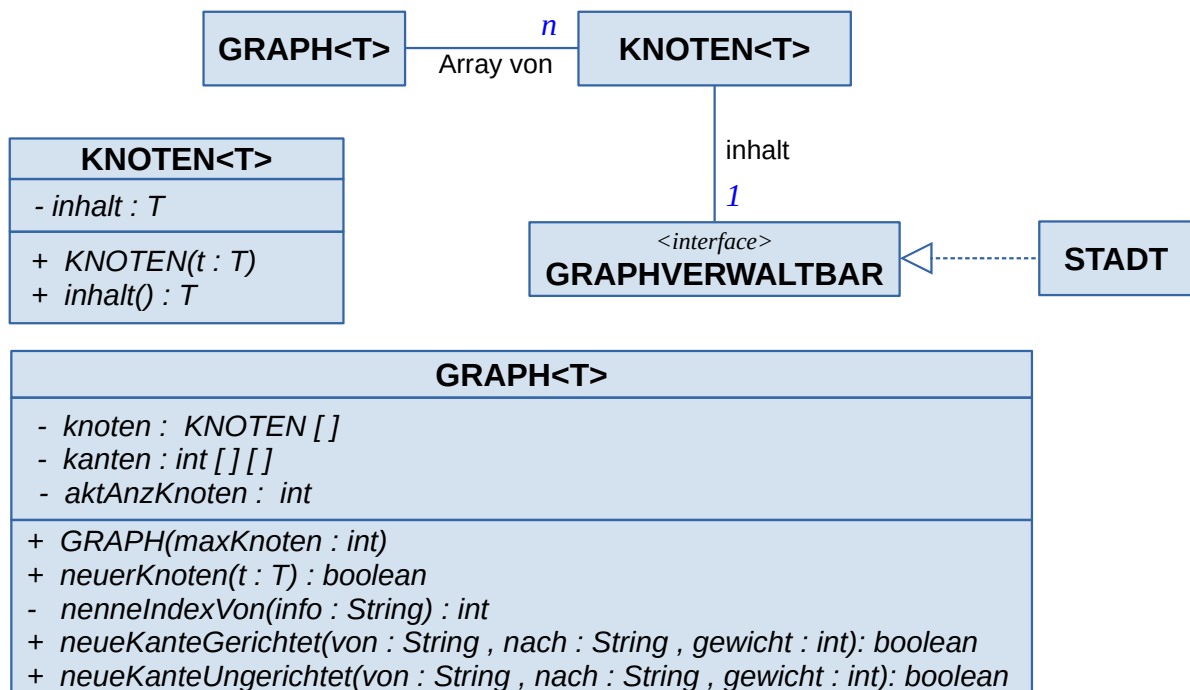 GRAPH<T>
n
Array von
KNOTEN<T>
inhalt
1
<interface>
GRAPHVERWALTBAR
STADT
KNOTEN<T>
- inhalt : T
+ KNOTEN(t : T)
+ inhalt() : T
GRAPH<T>
- knoten : KNOTEN [ ]
- kanten : int [ ] [ ]
- aktAnzKnoten : int
+ GRAPH(maxKnoten : int)
+ neuerKnoten(t : T) : boolean
- nenneIndexVon(info : String) : int
+ neueKanteGerichtet(von : String , nach : String , gewicht : int): boolean
+ neueKanteUngerichtet(von : String , nach : String , gewicht : int): boolean